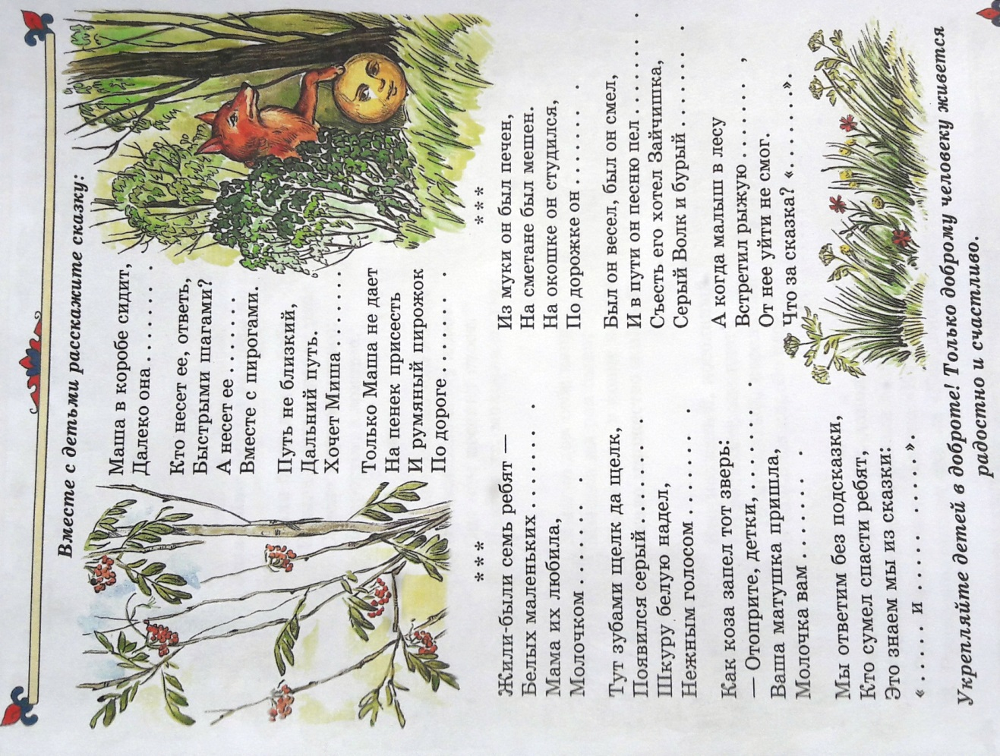 Вместе с детьми расскажите сказку:
Маша в коробе сидит,
Далеко она . . . . . . . .
Кто несет ее, ответь,
Быстрыми шагами?
А несет ее . . . . . . . .
Вместе с пирогами.
Путь не близкий,
Дальний путь.
Хочет Миша . . . . . . . .
Только Маша не дает
На пенек присесть
И румяный пирожок
По дороге . . . . . . . .
* * *
Жили-были семь ребят —
Белых маленьких . . . . . . . .
Мама их любила,
Молочком . . . . . . . .
Тут зубами щелк да щелк,
Появился серый . . . . . . . .
Шкуру белую надел,
Нежным голосом . . . . . . . .
Как коза запел тот зверь:
— Отоприте, детки, . . . . . . . .
Ваша матушка пришла,
Молочка вам . . . . . . . .
Мы ответим без подсказки,
Кто сумел спасти ребят,
Это знаем мы из сказки:
«. . . . . . и . . . . . . . . . .».
* * *
Из муки он был печен,
На сметане был мешен.
На окошке он студился,
По дорожке он . . . . . . . .
Был он весел, был он смел,
И в пути он песню пел . . . . . . . .
Съесть его хотел Зайчишка,
Серый Волк и бурый . . . . . . . .
А когда малыш в лесу
Встретил рыжую . . . . . . . ,
От нее уйти не смог.
Что за сказка? «. . . . . . . .».
Укрепляйте детей в доброте! Только доброму человеку живется
радостно и счастливо.